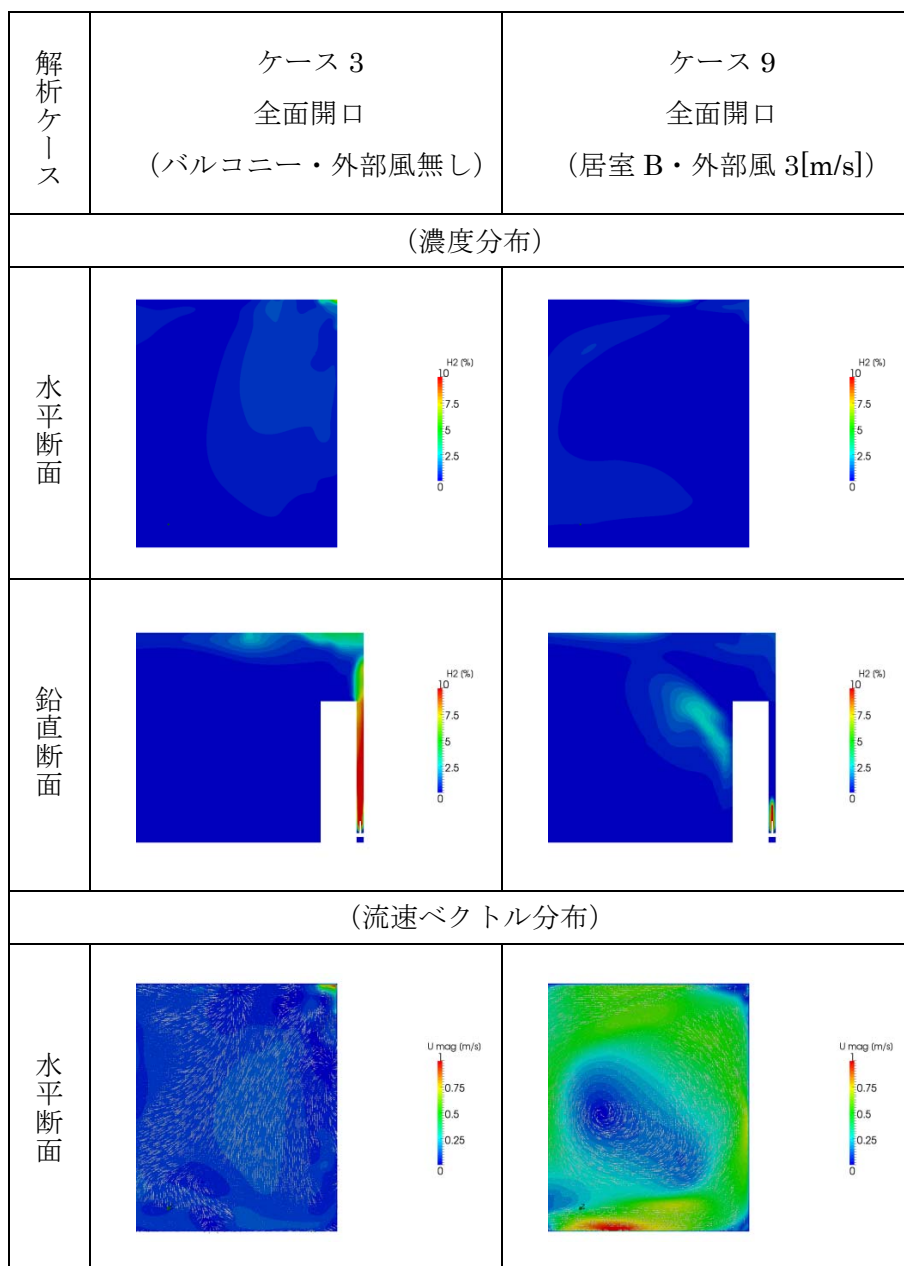 解析ケース
ケース 3
全面開口
（バルコニー・外部風無し）
ケース 9
全面開口
（居室 B・外部風 3[m/s]）
（濃度分布）
水平断面
H2 (%)
10
7.5
5
2.5
0
H2 (%)
10
7.5
5
2.5
0
鉛直断面
H2 (%)
10
7.5
5
2.5
0
H2 (%)
10
7.5
5
2.5
0
（流速ベクトル分布）
水平断面
U mag (m/s)
1
0.75
0.5
0.25
0
U mag (m/s)
1
0.75
0.5
0.25
0